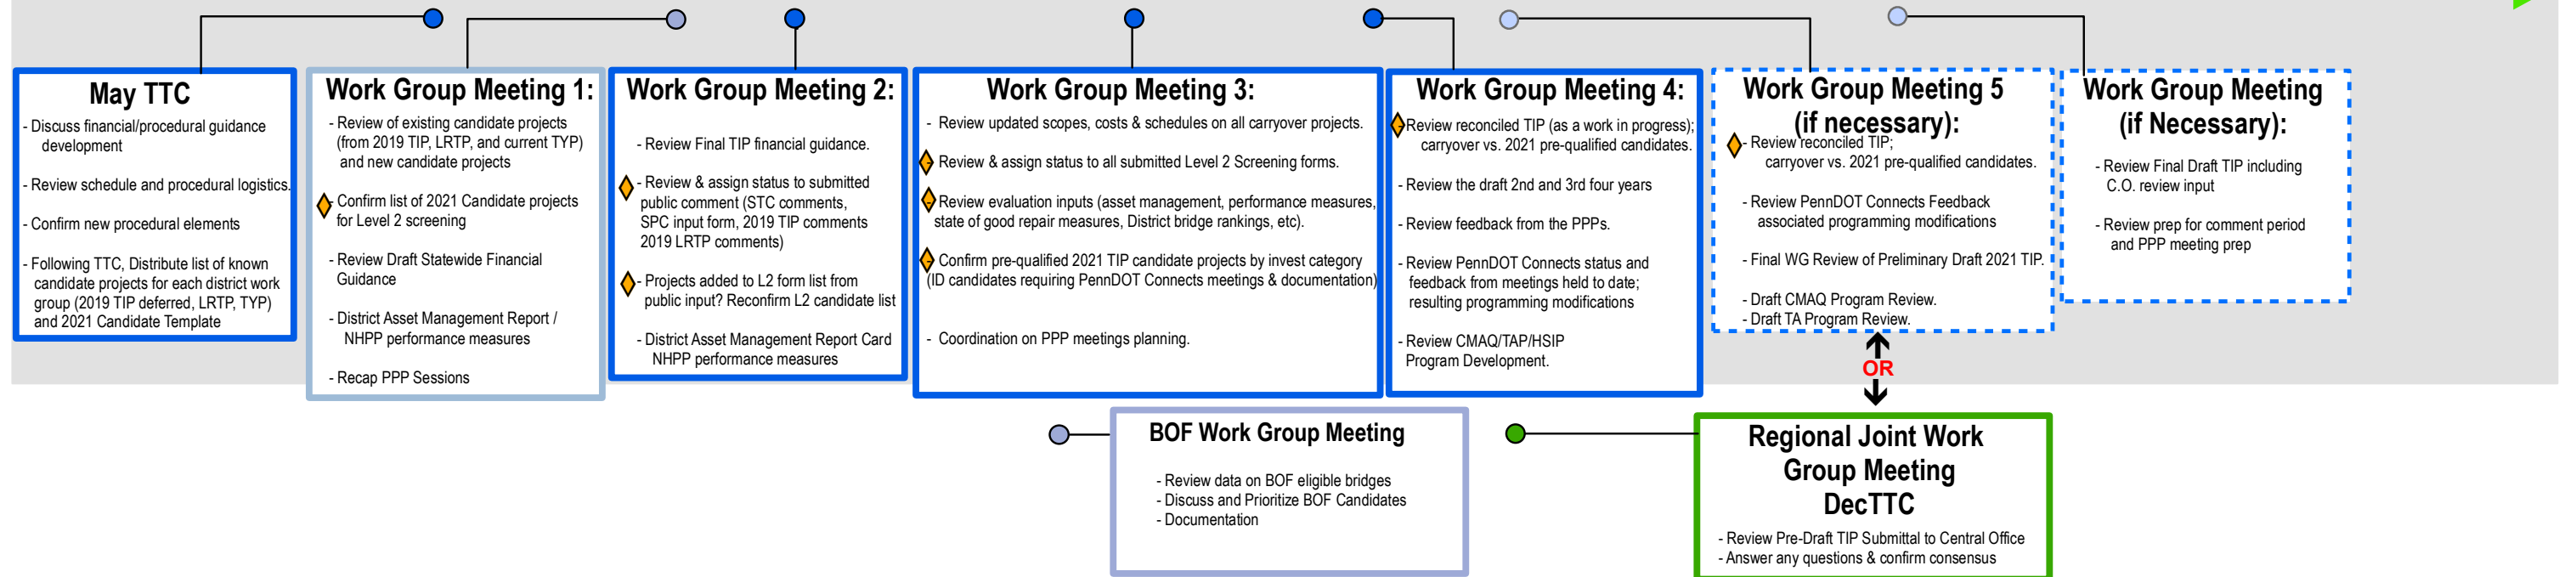 May TTC
- Discuss financial/procedural guidance
development
- Review schedule and procedural logistics.
- Confirm new procedural elements
- Following TTC, Distribute list of known
candidate projects for each district work
group (2019 TIP deferred, LRTP, TYP)
and 2021 Candidate Template
Work Group Meeting 1:
- Review of existing candidate projects
(from 2019 TIP, LRTP, and current TYP)
and new candidate projects
- Confirm list of 2021 Candidate projects
for Level 2 screening
- Review Draft Statewide Financial
Guidance
- District Asset Management Report /
NHPP performance measures
- Recap PPP Sessions
Work Group Meeting 2:
- Review Final TIP financial guidance.
- Review & assign status to submitted
public comment (STC comments,
SPC input form, 2019 TIP comments
2019 LRTP comments)
- Projects added to L2 form list from
public input? Reconfirm L2 candidate list
- District Asset Management Report Card
NHPP performance measures
Work Group Meeting 3:
- Review updated scopes, costs & schedules on all carryover projects.
- Review & assign status to all submitted Level 2 Screening forms.
- Review evaluation inputs (asset management, performance measures,
state of good repair measures, District bridge rankings, etc).
- Confirm pre-qualified 2021 TIP candidate projects by invest category
(ID candidates requiring PennDOT Connects meetings & documentation)
- Coordination on PPP meetings planning.
Work Group Meeting 4:
- Review reconciled TIP (as a work in progress);
carryover vs. 2021 pre-qualified candidates.
- Review the draft 2nd and 3rd four years
- Review feedback from the PPPs.
- Review PennDOT Connects status and
feedback from meetings held to date;
resulting programming modifications
- Review CMAQ/TAP/HSIP
Program Development.
Work Group Meeting 5
(if necessary):
- Review reconciled TIP;
carryover vs. 2021 pre-qualified candidates.
- Review PennDOT Connects Feedback
associated programming modifications
- Final WG Review of Preliminary Draft 2021 TIP.
- Draft CMAQ Program Review.
- Draft TA Program Review.
Work Group Meeting
(if Necessary):
- Review Final Draft TIP including
C.O. review input
- Review prep for comment period
and PPP meeting prep
OR
BOF Work Group Meeting
- Review data on BOF eligible bridges
- Discuss and Prioritize BOF Candidates
- Documentation
Regional Joint Work
Group Meeting
DecTTC
- Review Pre-Draft TIP Submittal to Central Office
- Answer any questions & confirm consensus